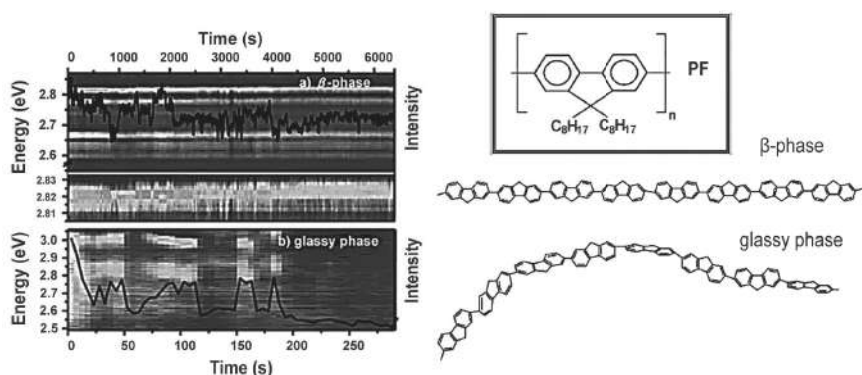 Time (s)
0 1000 2000 3000 4000 5000 6000
a) β-phase
2.8
2.7
2.6
Energy (eV)
Intensity
2.83
2.82
2.81
b) glassy phase
3.0
2.9
2.8
2.7
2.6
2.5
Energy (eV)
Intensity
0 50 100 150 200 250
Time (s)
PF
n
C8H17 C8H17
β-phase
glassy phase